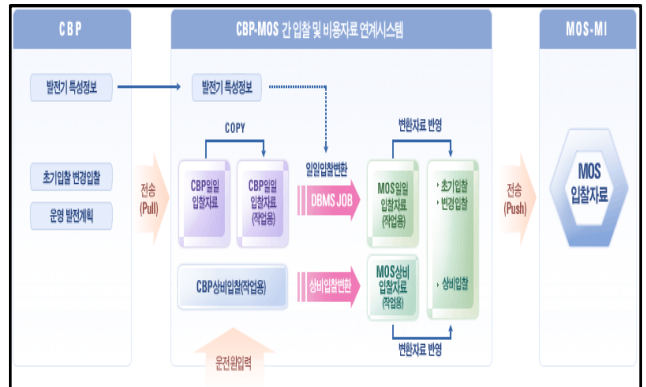 CBP
CBP-MOS 간 입찰 및 비용자료 연계시스템
MOS-MI
발전기 특성정보
발전기 특성정보
COPY
일일입찰변환
변환자료 반영
초기입찰 변경입찰
운영 발전계획
전송
(Pull)
CBP일일
입찰자료
CBP일일
입찰자료
(작업용)
DBMS JOB
MOS일일
입찰자료
(작업용)
초기입찰
변경입찰
전송
(Push)
MOS
입찰자료
CBP상비입찰(작업용)
상비입찰변환
MOS상비
입찰자료
(작업용)
상비입찰
변환자료 반영
운전원입력